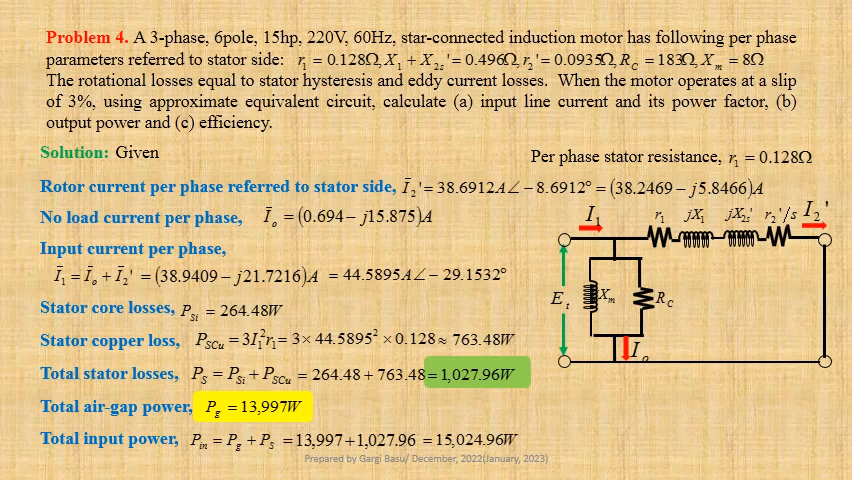 Problem 4. A 3-phase, 6pole, 15hp, 220V, 60Hz, star-connected induction motor has following per phase
parameters referred to stator side: r₁ = 0.128Ω, X₁ + X₂ₛ' = 0.496Ω, r₂' = 0.0935Ω, R_C = 183Ω, X_m = 8Ω
The rotational losses equal to stator hysteresis and eddy current losses. When the motor operates at a slip
of 3%, using approximate equivalent circuit, calculate (a) input line current and its power factor, (b)
output power and (c) efficiency.
Solution: Given
Per phase stator resistance, r₁ = 0.128Ω
Rotor current per phase referred to stator side, Ī₂' = 38.6912A∠−8.6912° = (38.2469 − j5.8466)A
No load current per phase, Ī_o = (0.694 − j15.875)A
Input current per phase,
Ī₁ = Ī_o + Ī₂' = (38.9409 − j21.7216)A = 44.5895A∠−29.1532°
Stator core losses, P_Si = 264.48W
Stator copper loss, P_SCu = 3I₁²r₁ = 3×44.5895²×0.128 ≈ 763.48W
Total stator losses, P_S = P_Si + P_SCu = 264.48 + 763.48 = 1,027.96W
Total air-gap power, P_g = 13,997W
Total input power, P_in = P_g + P_S = 13,997 + 1,027.96 = 15,024.96W
I₁ r₁ jX₁ jX₂ₛ' r₂'/s I₂'
E_t X_m R_C
I_o
Prepared by Gargi Basu/ December, 2022(January, 2023)